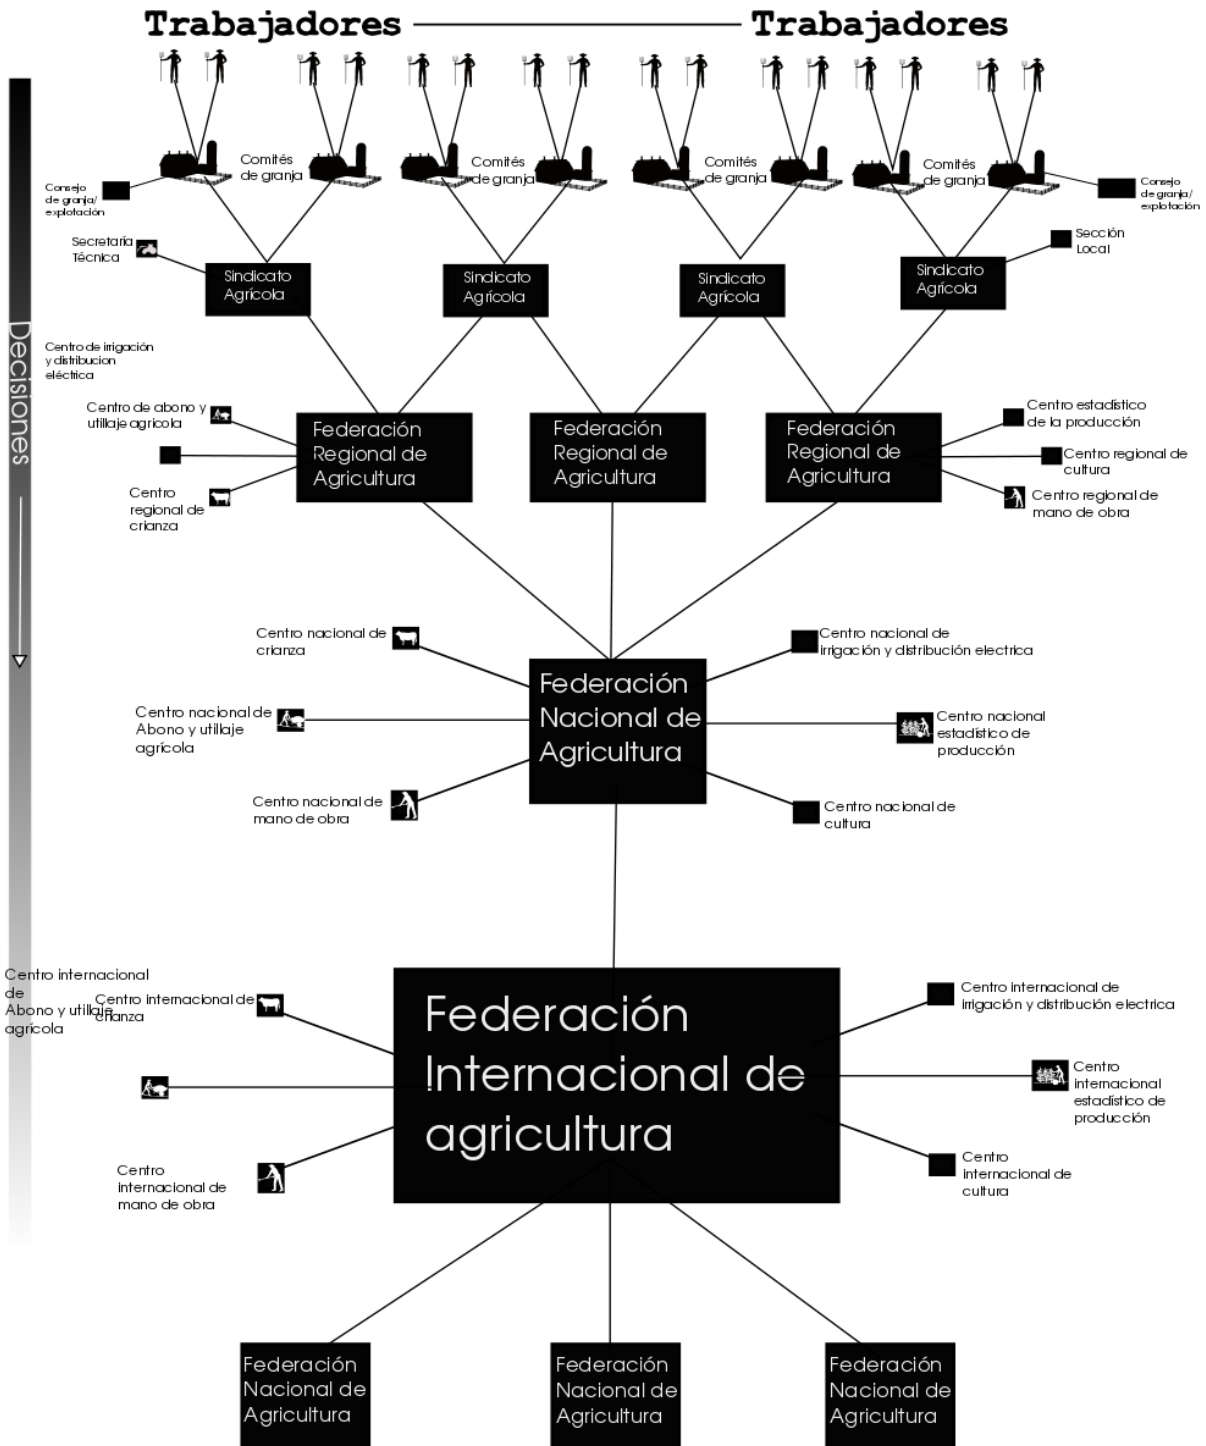 Trabajadores
Trabajadores
Comités
de granja
Comités
de granja
Comités
de granja
Comités
de granja
Consejo
de granja/
explotación
Consejo
de granja/
explotación
Secretaría
Técnica
Sección
Local
Sindicato
Agrícola
Sindicato
Agrícola
Sindicato
Agrícola
Sindicato
Agrícola
Decisiones
Centro de irrigación
y distribucion
eléctrica
Centro de abono y
utillaje agricola
Centro
regional de
crianza
Federación
Regional de
Agricultura
Federación
Regional de
Agricultura
Federación
Regional de
Agricultura
Centro estadístico
de la producción
Centro regional de
cultura
Centro regional de
mano de obra
Centro nacional de
crianza
Centro nacional de
Abono y utillaje
agrícola
Centro nacional de
mano de obra
Federación
Nacional de
Agricultura
Centro nacional de
irrigación y distribución electrica
Centro nacional
estadístico de
producción
Centro nacional de
cultura
Centro internacional
de
Abono y utillaje
agrícola
Centro internacional de
crianza
Centro
internacional de
mano de obra
Federación
Internacional de
agricultura
Centro internacional de
irrigación y distribución electrica
Centro
internacional
estadístico de
producción
Centro
internacional de
cultura
Federación
Nacional de
Agricultura
Federación
Nacional de
Agricultura
Federación
Nacional de
Agricultura